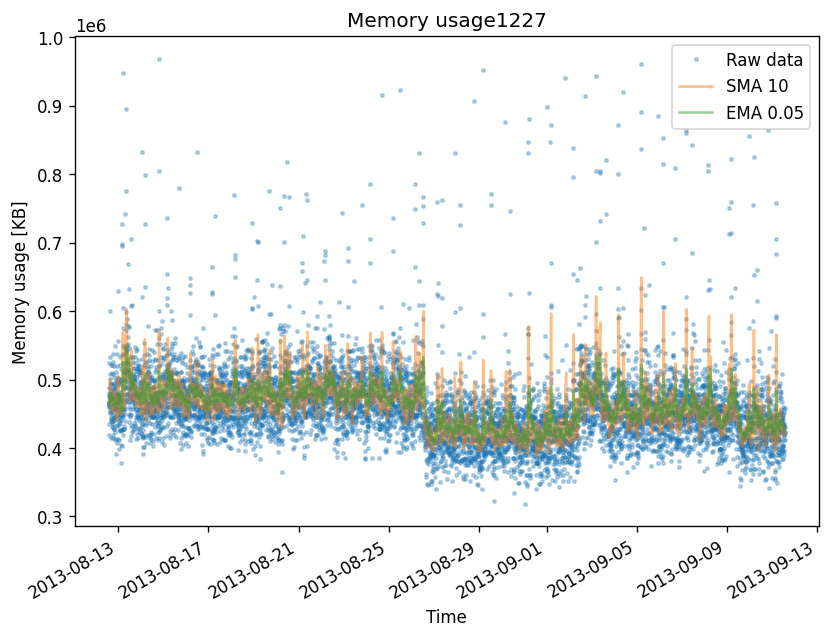 Memory usage1227
1e6
Raw data
SMA 10
EMA 0.05
Memory usage [KB]
1.0
0.9
0.8
0.7
0.6
0.5
0.4
0.3
2013-08-13
2013-08-17
2013-08-21
2013-08-25
2013-08-29
2013-09-01
2013-09-05
2013-09-09
2013-09-13
Time